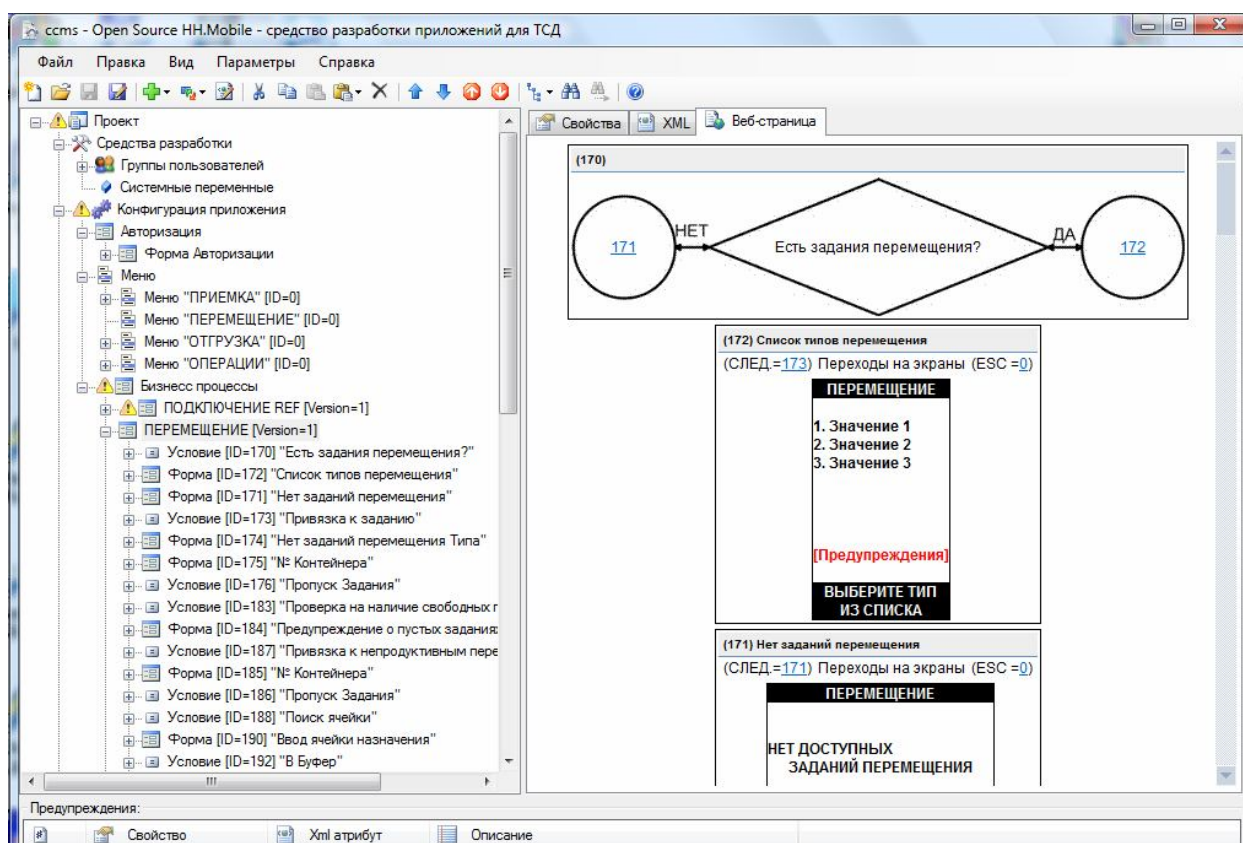 ccms - Open Source HH.Mobile - средство разработки приложений для ТСД
Файл Правка Вид Параметры Справка
Проект
Средства разработки
Группы пользователей
Системные переменные
Конфигурация приложения
Авторизация
Форма Авторизации
Меню
Меню "ПРИЕМКА" [ID=0]
Меню "ПЕРЕМЕЩЕНИЕ" [ID=0]
Меню "ОТГРУЗКА" [ID=0]
Меню "ОПЕРАЦИИ" [ID=0]
Бизнесс процессы
ПОДКЛЮЧЕНИЕ REF [Version=1]
ПЕРЕМЕЩЕНИЕ [Version=1]
Условие [ID=170] "Есть задания перемещения?"
Форма [ID=172] "Список типов перемещения"
Форма [ID=171] "Нет заданий перемещения"
Условие [ID=173] "Привязка к заданию"
Форма [ID=174] "Нет заданий перемещения Типа"
Форма [ID=175] "№ Контейнера"
Условие [ID=176] "Пропуск Задания"
Условие [ID=183] "Проверка на наличие свободных г
Форма [ID=184] "Предупреждение о пустых задания
Условие [ID=187] "Привязка к непродуктивным пере
Форма [ID=185] "№ Контейнера"
Условие [ID=186] "Пропуск Задания"
Условие [ID=188] "Поиск ячейки"
Форма [ID=190] "Ввод ячейки назначения"
Условие [ID=192] "В Буфер"
Свойства XML Веб-страница
(170)
171 НЕТ Есть задания перемещения? ДА 172
(172) Список типов перемещения
(СЛЕД.=173) Переходы на экраны (ESC =0)
ПЕРЕМЕЩЕНИЕ
1. Значение 1
2. Значение 2
3. Значение 3
[Предупреждения]
ВЫБЕРИТЕ ТИП
ИЗ СПИСКА
(171) Нет заданий перемещения
(СЛЕД.=171) Переходы на экраны (ESC =0)
ПЕРЕМЕЩЕНИЕ
НЕТ ДОСТУПНЫХ
ЗАДАНИЙ ПЕРЕМЕЩЕНИЯ
Предупреждения:
# Свойство Xml атрибут Описание